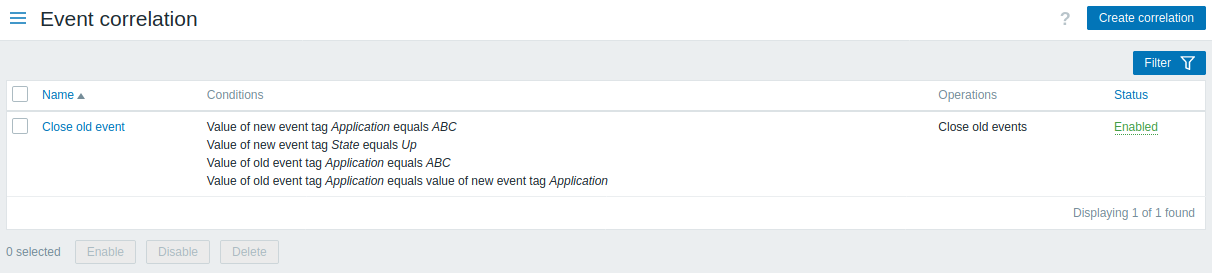 Event correlation
?
Create correlation
Filter
Name Conditions Operations Status
Close old event Value of new event tag Application equals ABC Close old events Enabled
Value of new event tag State equals Up
Value of old event tag Application equals ABC
Value of old event tag Application equals value of new event tag Application
Displaying 1 of 1 found
0 selected Enable Disable Delete